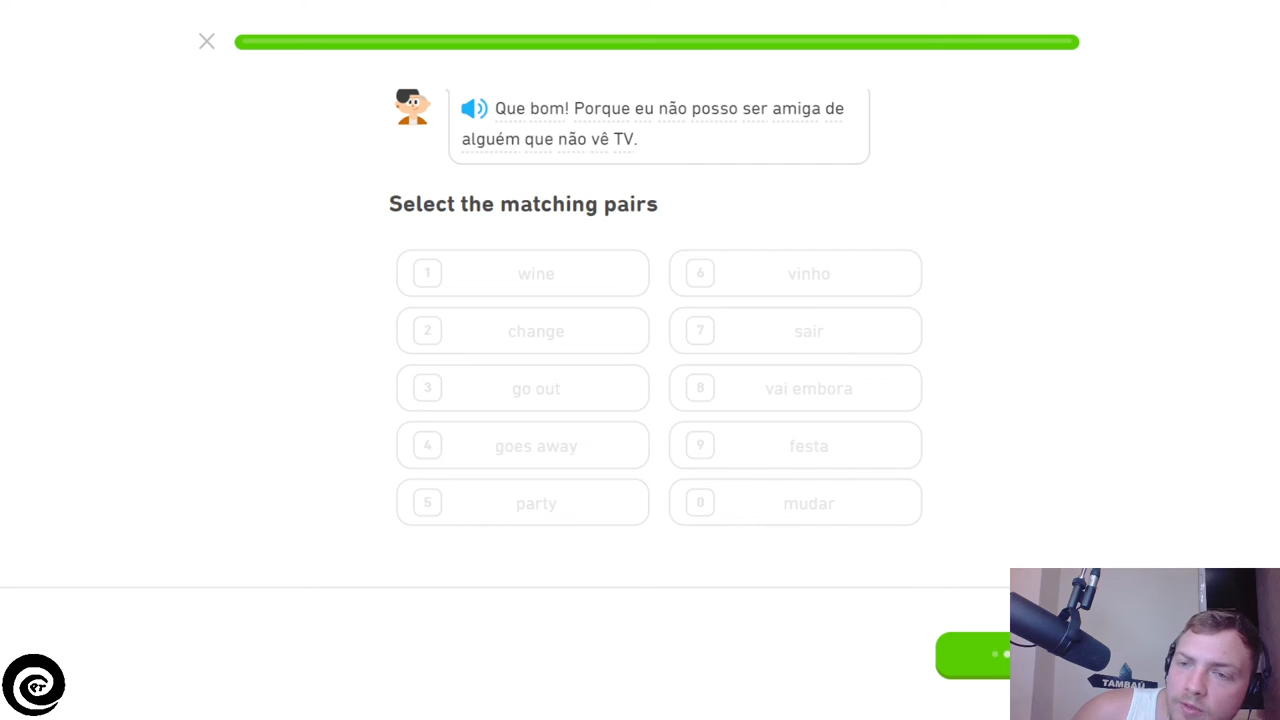 Que bom! Porque eu não posso ser amiga de
alguém que não vê TV.
Select the matching pairs
1 wine
6 vinho
2 change
7 sair
3 go out
8 vai embora
4 goes away
9 festa
5 party
0 mudar
TAMBAÚ